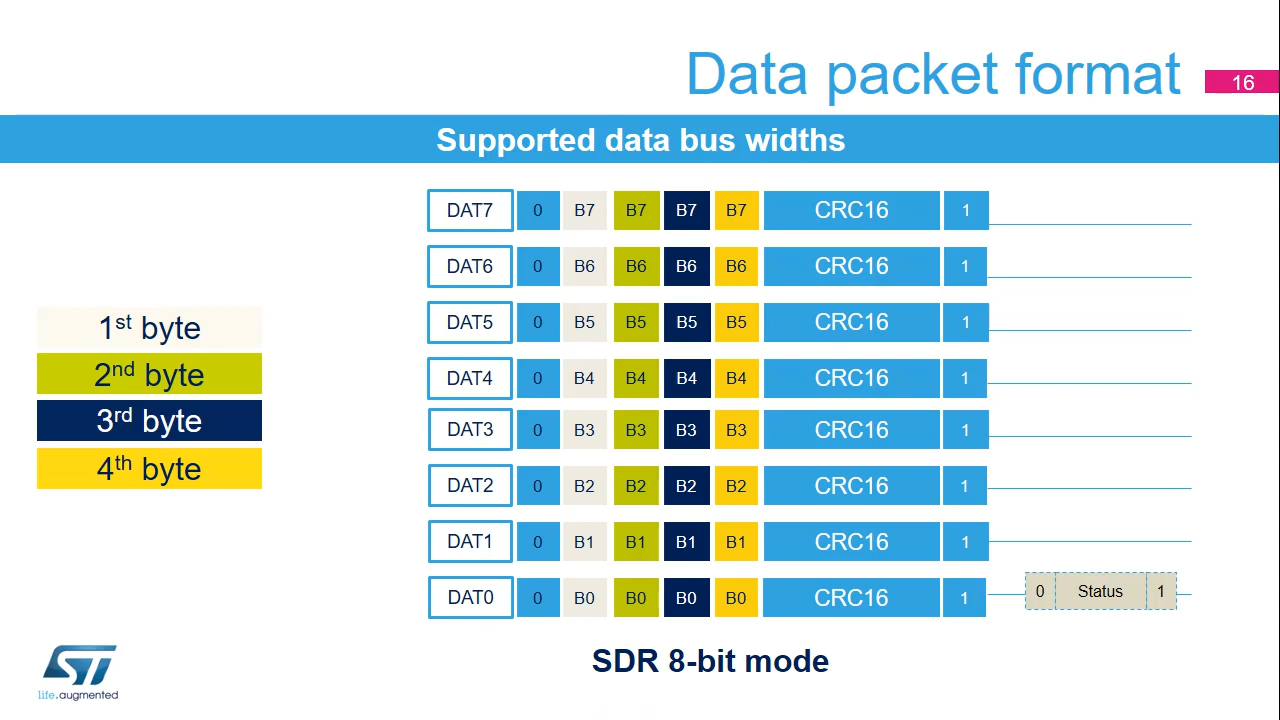 Data packet format
16
Supported data bus widths
DAT7 0 B7 B7 B7 B7 CRC16 1
DAT6 0 B6 B6 B6 B6 CRC16 1
DAT5 0 B5 B5 B5 B5 CRC16 1
DAT4 0 B4 B4 B4 B4 CRC16 1
DAT3 0 B3 B3 B3 B3 CRC16 1
DAT2 0 B2 B2 B2 B2 CRC16 1
DAT1 0 B1 B1 B1 B1 CRC16 1
DAT0 0 B0 B0 B0 B0 CRC16 1 0 Status 1
1st byte
2nd byte
3rd byte
4th byte
SDR 8-bit mode
ST
life.augmented